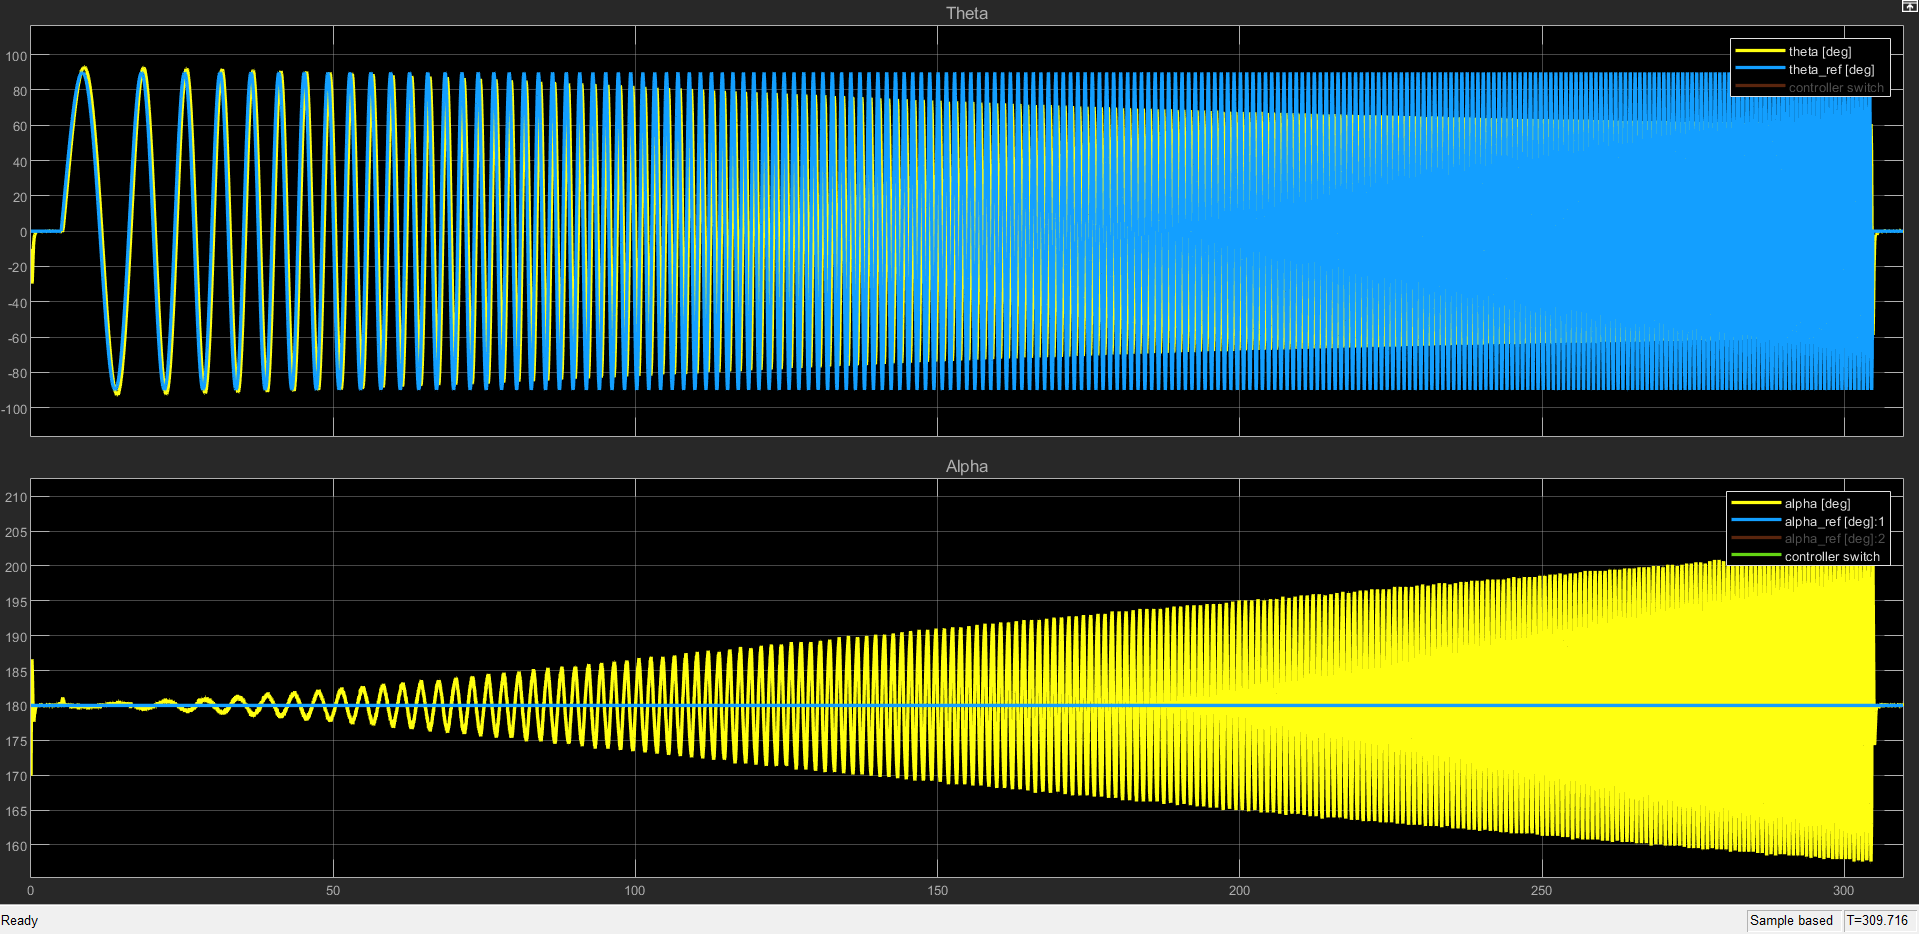 Theta
theta [deg]
theta_ref [deg]
controller switch
100
80
60
40
20
0
-20
-40
-60
-80
-100
Alpha
alpha [deg]
alpha_ref [deg]:1
alpha_ref [deg]:2
controller switch
210
205
200
195
190
185
180
175
170
165
160
0 50 100 150 200 250 300
Ready Sample based T=309.716